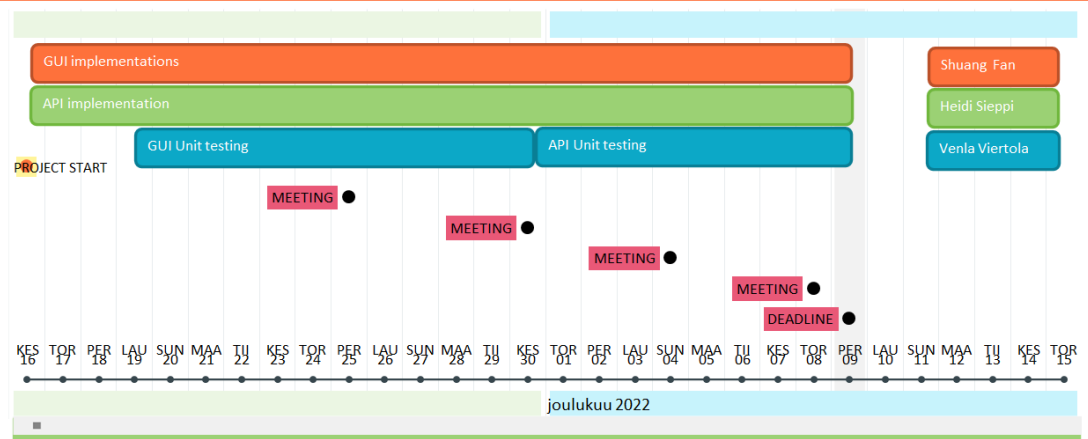 GUI implementations
Shuang Fan
API implementation
Heidi Sieppi
GUI Unit testing
API Unit testing
Venla Viertola
PROJECT START
MEETING
MEETING
MEETING
MEETING
DEADLINE
KES TOR PER LAU SUN MAA TII KES TOR PER LAU SUN MAA TII KES TOR PER LAU SUN MAA TII KES TOR PER LAU SUN MAA TII KES TOR
16 17 18 19 20 21 22 23 24 25 26 27 28 29 30 01 02 03 04 05 06 07 08 09 10 11 12 13 14 15
joulukuu 2022